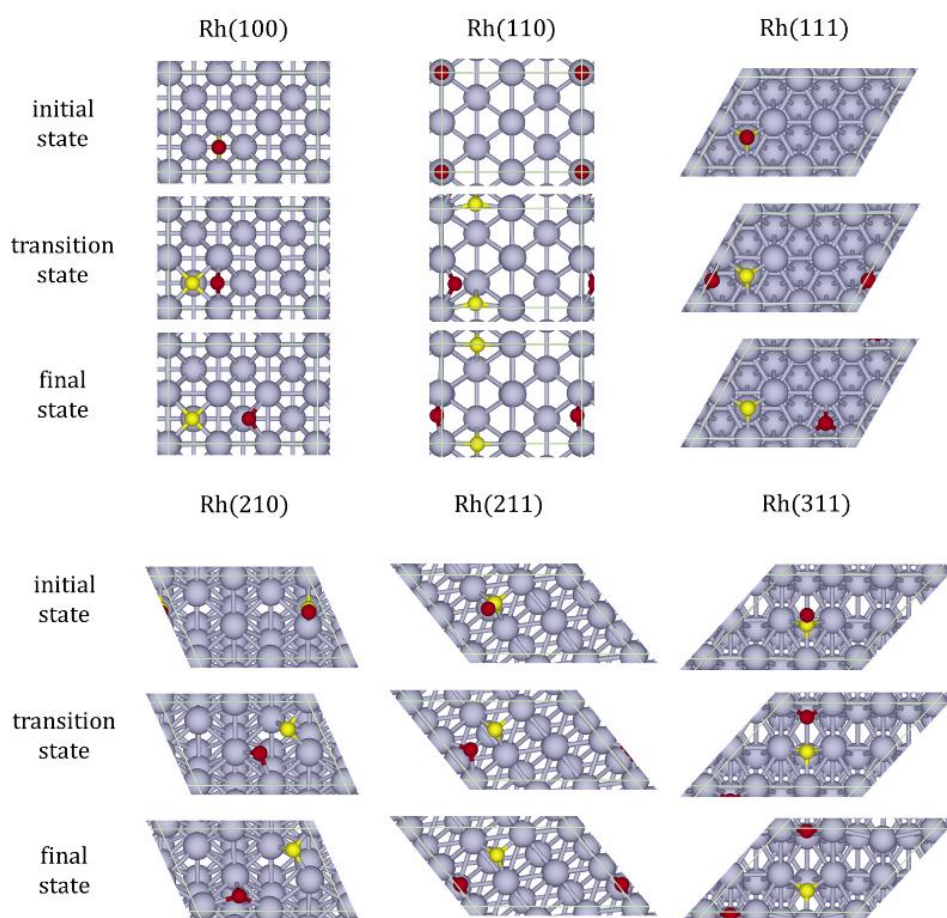 Rh(100) Rh(110) Rh(111)
initial
state
transition
state
final
state
Rh(210) Rh(211) Rh(311)
initial
state
transition
state
final
state